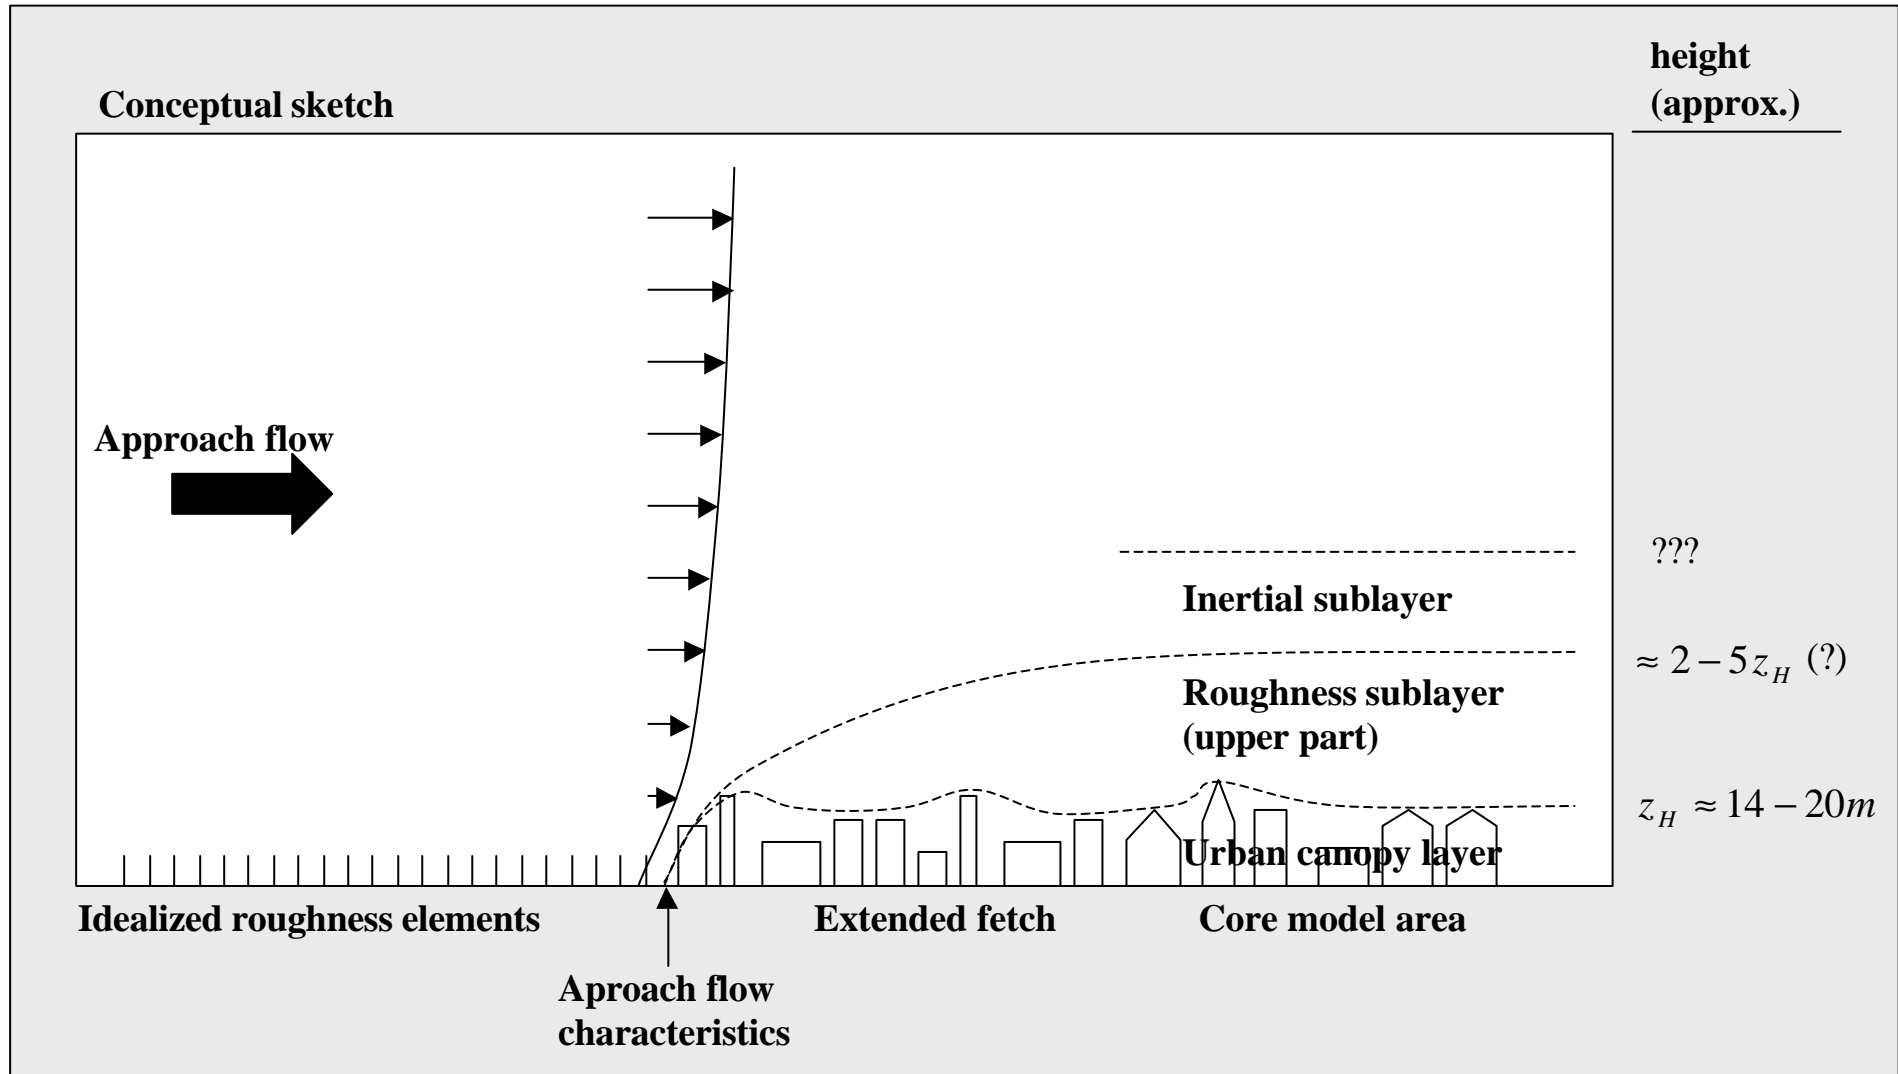 height
(approx.)
Conceptual sketch
Approach flow
???
Inertial sublayer
≈ 2 − 5z_H (?)
Roughness sublayer
(upper part)
z_H ≈ 14 − 20m
Urban canopy layer
Idealized roughness elements
Extended fetch
Core model area
Aproach flow
characteristics